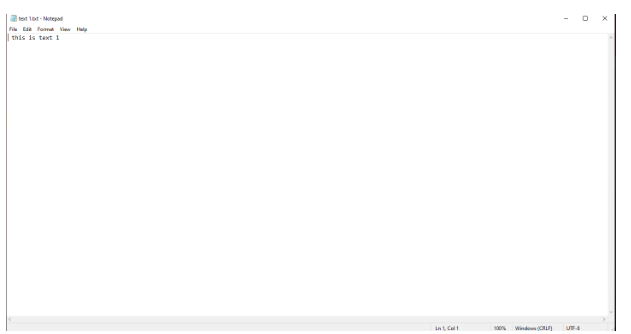 text 1.txt - Notepad
File Edit Format View Help
this is text 1
Ln 1, Col 1 100% Windows (CRLF) UTF-8